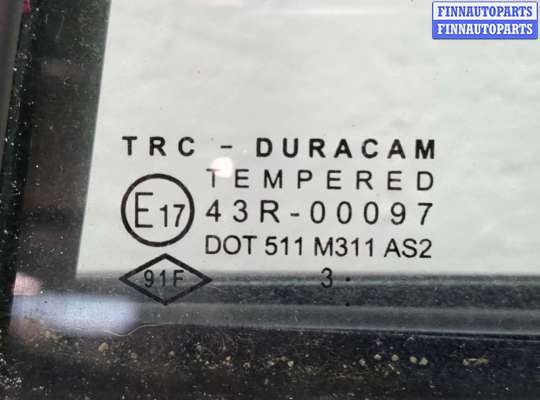 FINNAUTOPARTS
FINNAUTOPARTS
TRC - DURACAM
TEMPERED
E17 43R-00097
DOT 511 M311 AS2
91F 3 .